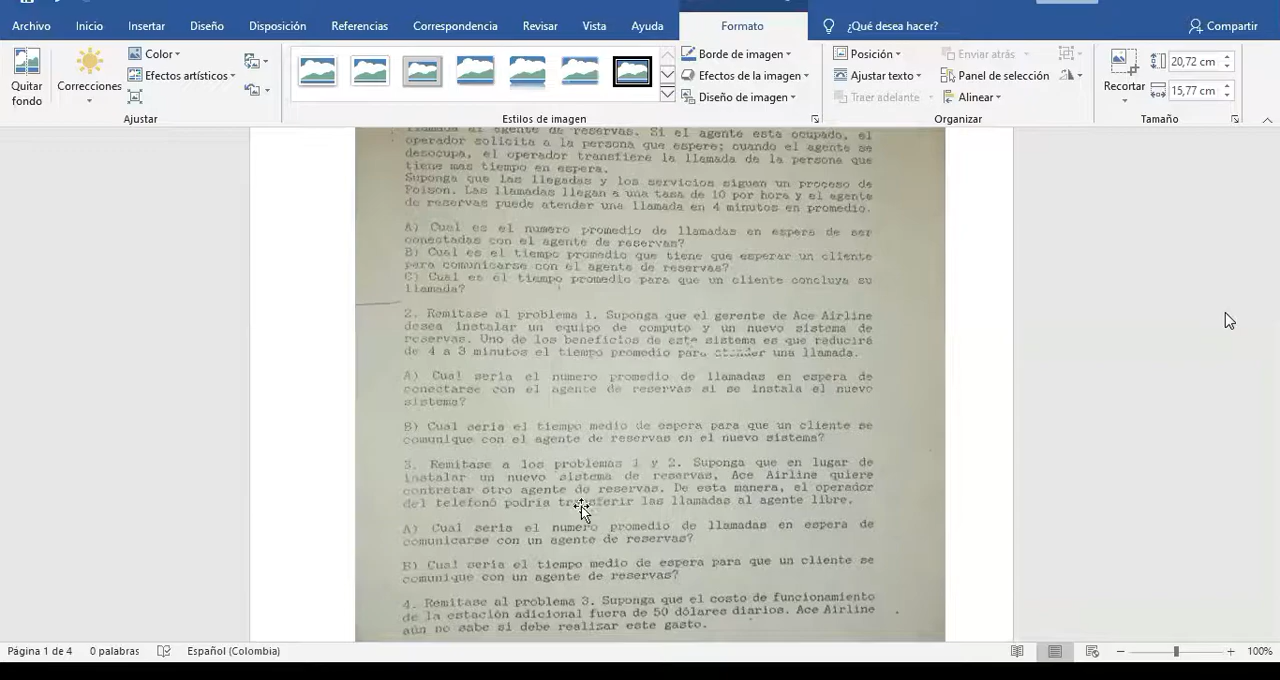 Archivo Inicio Insertar Diseño Disposición Referencias Correspondencia Revisar Vista Ayuda Formato ¿Qué desea hacer? Compartir
Quitar fondo
Correcciones
Color
Efectos artísticos
Ajustar
Estilos de imagen
Borde de imagen
Efectos de la imagen
Diseño de imagen
Posición
Ajustar texto
Traer adelante
Enviar atrás
Panel de selección
Alinear
Organizar
Recortar
20,72 cm
15,77 cm
Tamaño
llamada al agente de reservas. Si el agente esta ocupado, el
operador solicita a la persona que espere; cuando el agente se
desocupa, el operador transfiere la llamada de la persona que
tiene mas tiempo en espera.
Suponga que las llegadas y los servicios siguen un proceso de
Poison. Las llamadas llegan a una tasa de 10 por hora y el agente
de reservas puede atender una llamada en 4 minutos en promedio.
A) Cual es el numero promedio de llamadas en espera de ser
conectadas con el agente de reservas?
B) Cual es el tiempo promedio que tiene que esperar un cliente
para comunicarse con el agente de reservas?
C) Cual es el tiempo promedio para que un cliente concluya su
llamada?
2. Remitase al problema 1. Suponga que el gerente de Ace Airline
desea instalar un equipo de computo y un nuevo sistema de
reservas. Uno de los beneficios de este sistema es que reducirá
de 4 a 3 minutos el tiempo promedio para atender una llamada.
A) Cual seria el numero promedio de llamadas en espera de
conectarse con el agente de reservas si se instala el nuevo
sistema?
B) Cual seria el tiempo medio de espera para que un cliente se
comunique con el agente de reservas en el nuevo sistema?
3. Remitase a los problemas 1 y 2. Suponga que en lugar de
instalar un nuevo sistema de reservas, Ace Airline quiere
contratar otro agente de reservas. De esta manera, el operador
del telefonó podria transferir las llamadas al agente libre.
A) Cual seria el numero promedio de llamadas en espera de
comunicarse con un agente de reservas?
B) Cual seria el tiempo medio de espera para que un cliente se
comunique con un agente de reservas?
4. Remitase al problema 3. Suponga que el costo de funcionamiento
de la estación adicional fuera de 50 dólares diarios. Ace Airline
aún no sabe si debe realizar este gasto.
Página 1 de 4 0 palabras Español (Colombia) 100%